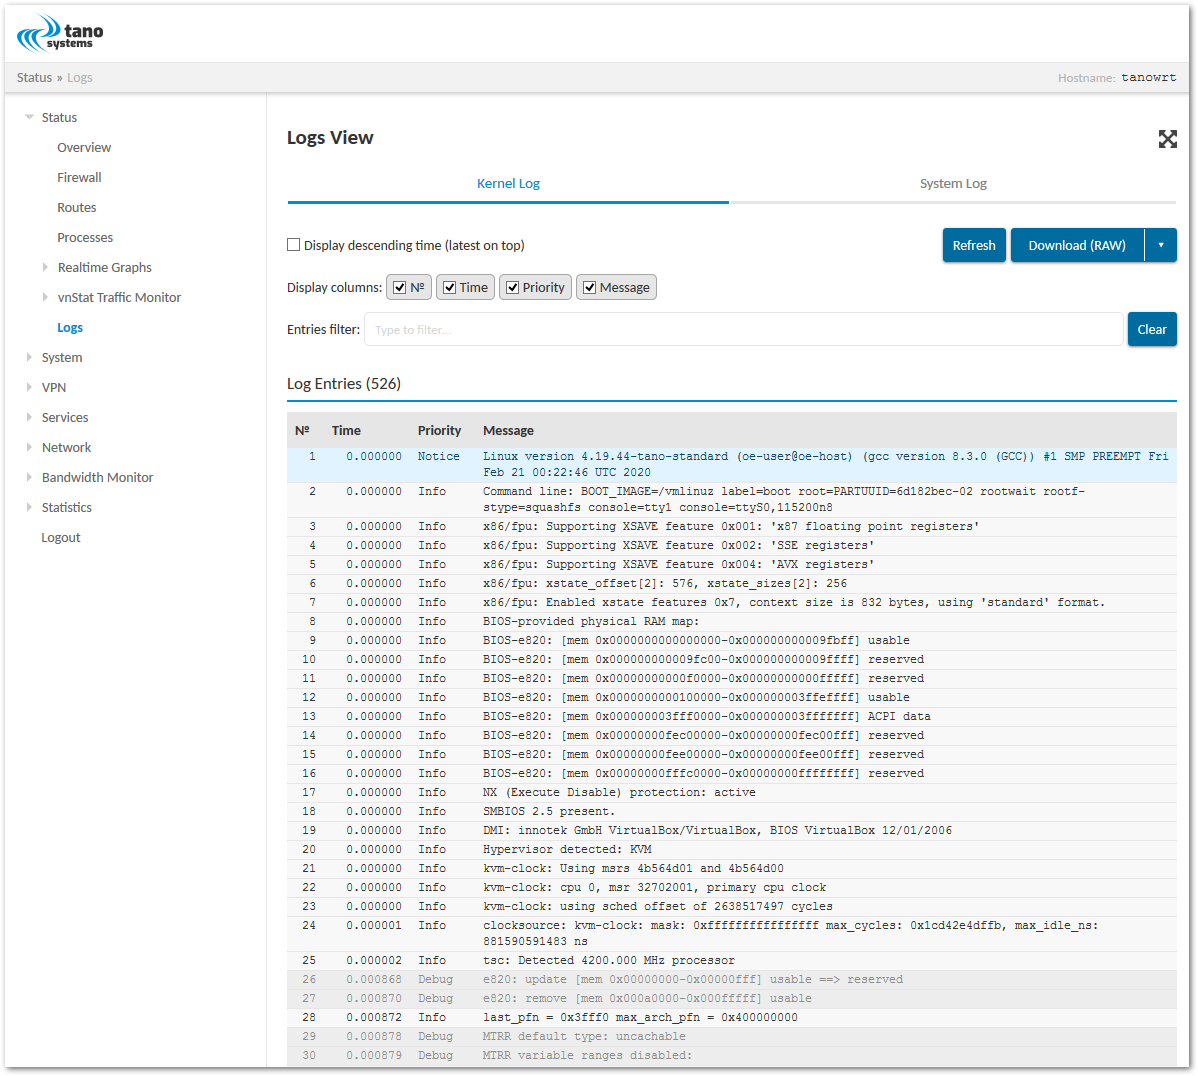 tano
systems
Status » Logs
Hostname: tanowrt
Status
Overview
Firewall
Routes
Processes
Realtime Graphs
vnStat Traffic Monitor
Logs
System
VPN
Services
Network
Bandwidth Monitor
Statistics
Logout
Logs View
Kernel Log
System Log
Display descending time (latest on top)
Refresh
Download (RAW)
Display columns: Nº Time Priority Message
Entries filter: Type to filter... Clear
Log Entries (526)
Nº Time Priority Message
1 0.000000 Notice Linux version 4.19.44-tano-standard (oe-user@oe-host) (gcc version 8.3.0 (GCC)) #1 SMP PREEMPT Fri
Feb 21 00:22:46 UTC 2020
2 0.000000 Info Command line: BOOT_IMAGE=/vmlinuz label=boot root=PARTUUID=6d182bec-02 rootwait rootf-
stype=squashfs console=tty1 console=ttyS0,115200n8
3 0.000000 Info x86/fpu: Supporting XSAVE feature 0x001: 'x87 floating point registers'
4 0.000000 Info x86/fpu: Supporting XSAVE feature 0x002: 'SSE registers'
5 0.000000 Info x86/fpu: Supporting XSAVE feature 0x004: 'AVX registers'
6 0.000000 Info x86/fpu: xstate_offset[2]: 576, xstate_sizes[2]: 256
7 0.000000 Info x86/fpu: Enabled xstate features 0x7, context size is 832 bytes, using 'standard' format.
8 0.000000 Info BIOS-provided physical RAM map:
9 0.000000 Info BIOS-e820: [mem 0x0000000000000000-0x000000000009fbff] usable
10 0.000000 Info BIOS-e820: [mem 0x000000000009fc00-0x000000000009ffff] reserved
11 0.000000 Info BIOS-e820: [mem 0x00000000000f0000-0x00000000000fffff] reserved
12 0.000000 Info BIOS-e820: [mem 0x0000000000100000-0x000000003ffeffff] usable
13 0.000000 Info BIOS-e820: [mem 0x000000003fff0000-0x000000003fffffff] ACPI data
14 0.000000 Info BIOS-e820: [mem 0x00000000fec00000-0x00000000fec00fff] reserved
15 0.000000 Info BIOS-e820: [mem 0x00000000fee00000-0x00000000fee00fff] reserved
16 0.000000 Info BIOS-e820: [mem 0x00000000fffc0000-0x00000000ffffffff] reserved
17 0.000000 Info NX (Execute Disable) protection: active
18 0.000000 Info SMBIOS 2.5 present.
19 0.000000 Info DMI: innotek GmbH VirtualBox/VirtualBox, BIOS VirtualBox 12/01/2006
20 0.000000 Info Hypervisor detected: KVM
21 0.000000 Info kvm-clock: Using msrs 4b564d01 and 4b564d00
22 0.000000 Info kvm-clock: cpu 0, msr 32702001, primary cpu clock
23 0.000000 Info kvm-clock: using sched offset of 2638517497 cycles
24 0.000001 Info clocksource: kvm-clock: mask: 0xffffffffffffffff max_cycles: 0x1cd42e4dffb, max_idle_ns:
881590591483 ns
25 0.000002 Info tsc: Detected 4200.000 MHz processor
26 0.000868 Debug e820: update [mem 0x00000000-0x00000fff] usable ==> reserved
27 0.000870 Debug e820: remove [mem 0x000a0000-0x000fffff] usable
28 0.000872 Info last_pfn = 0x3fff0 max_arch_pfn = 0x400000000
29 0.000878 Debug MTRR default type: uncachable
30 0.000879 Debug MTRR variable ranges disabled: